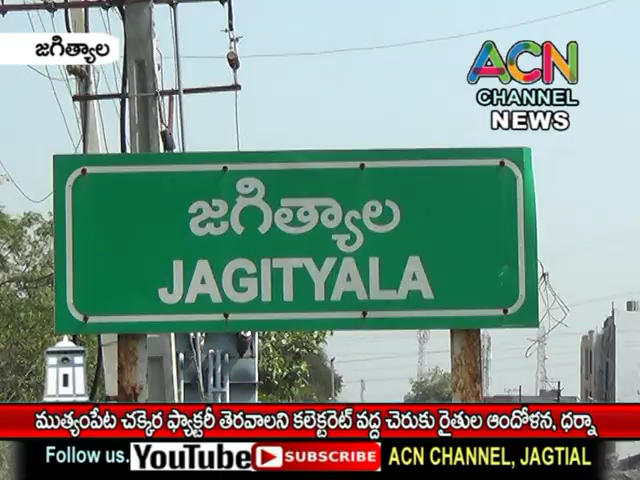 జగిత్యాల
ACN
CHANNEL
NEWS
జగిత్యాల
JAGITYALA
ముత్యంపేట చక్కెర ఫ్యాక్టరీ తెరవాలని కలెక్టరెట్ వద్ద చెరుకు రైతుల ఆందోళన, ధర్నా
Follow us. YouTube SUBSCRIBE ACN CHANNEL, JAGTIAL